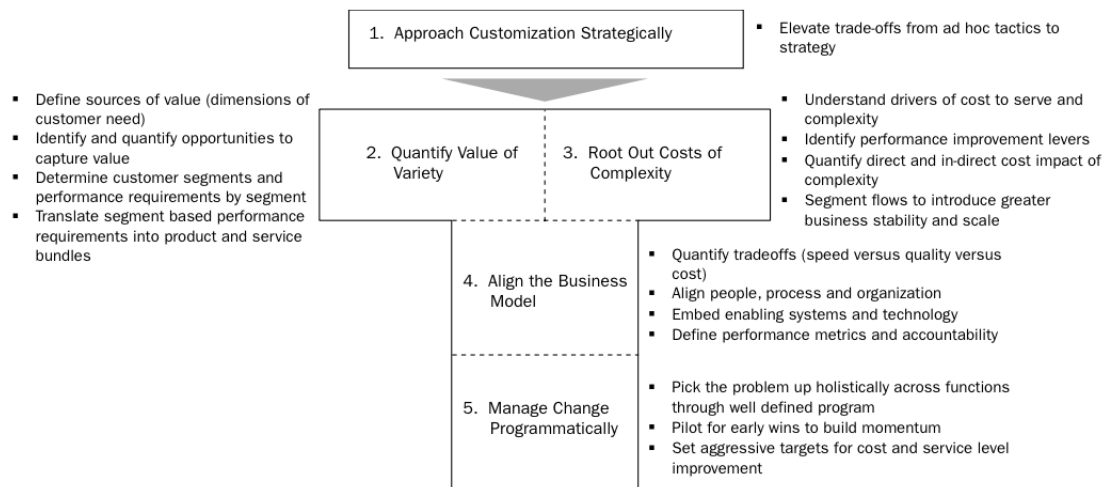 1. Approach Customization Strategically
▪ Elevate trade-offs from ad hoc tactics to
strategy
▪ Define sources of value (dimensions of
customer need)
▪ Identify and quantify opportunities to
capture value
▪ Determine customer segments and
performance requirements by segment
▪ Translate segment based performance
requirements into product and service
bundles
2. Quantify Value of
Variety
3. Root Out Costs of
Complexity
▪ Understand drivers of cost to serve and
complexity
▪ Identify performance improvement levers
▪ Quantify direct and in-direct cost impact of
complexity
▪ Segment flows to introduce greater
business stability and scale
4. Align the Business
Model
▪ Quantify tradeoffs (speed versus quality versus
cost)
▪ Align people, process and organization
▪ Embed enabling systems and technology
▪ Define performance metrics and accountability
5. Manage Change
Programmatically
▪ Pick the problem up holistically across functions
through well defined program
▪ Pilot for early wins to build momentum
▪ Set aggressive targets for cost and service level
improvement